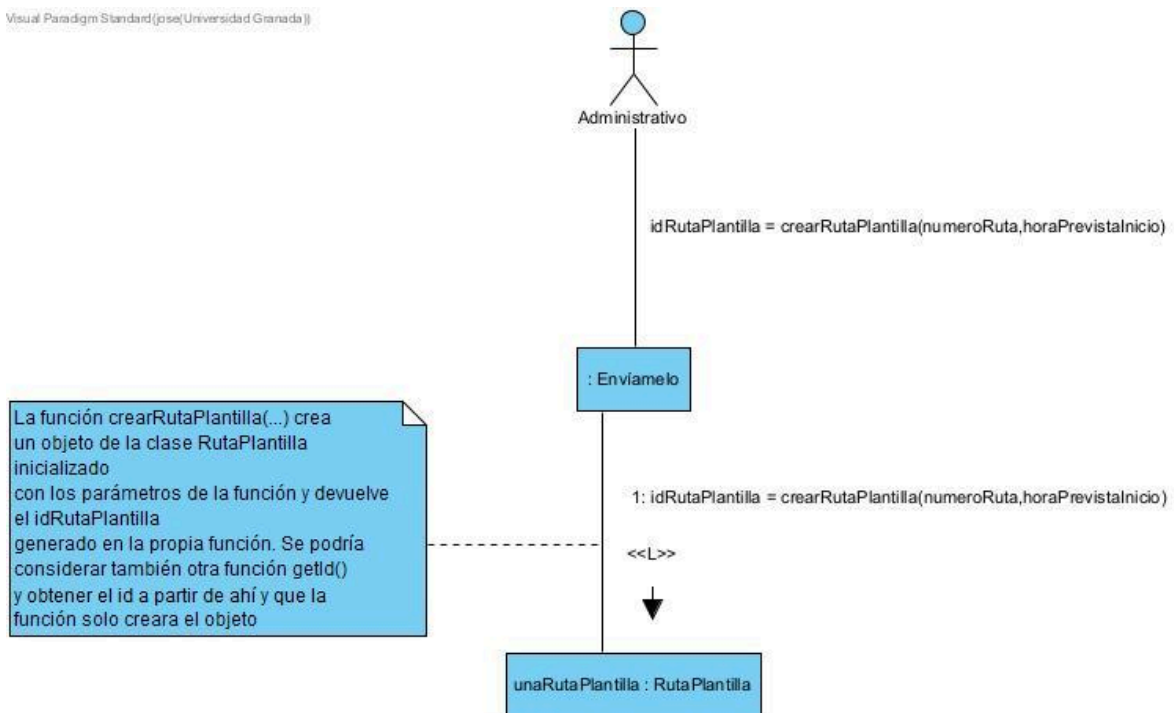 Visual Paradigm Standard(jose(Universidad Granada))
Administrativo
idRutaPlantilla = crearRutaPlantilla(numeroRuta,horaPrevistaInicio)
: Envíamelo
La función crearRutaPlantilla(...) crea
un objeto de la clase RutaPlantilla
inicializado
con los parámetros de la función y devuelve
el idRutaPlantilla
generado en la propia función. Se podría
considerar también otra función getId()
y obtener el id a partir de ahí y que la
función solo creara el objeto
1: idRutaPlantilla = crearRutaPlantilla(numeroRuta,horaPrevistaInicio)
<<L>>
unaRutaPlantilla : RutaPlantilla